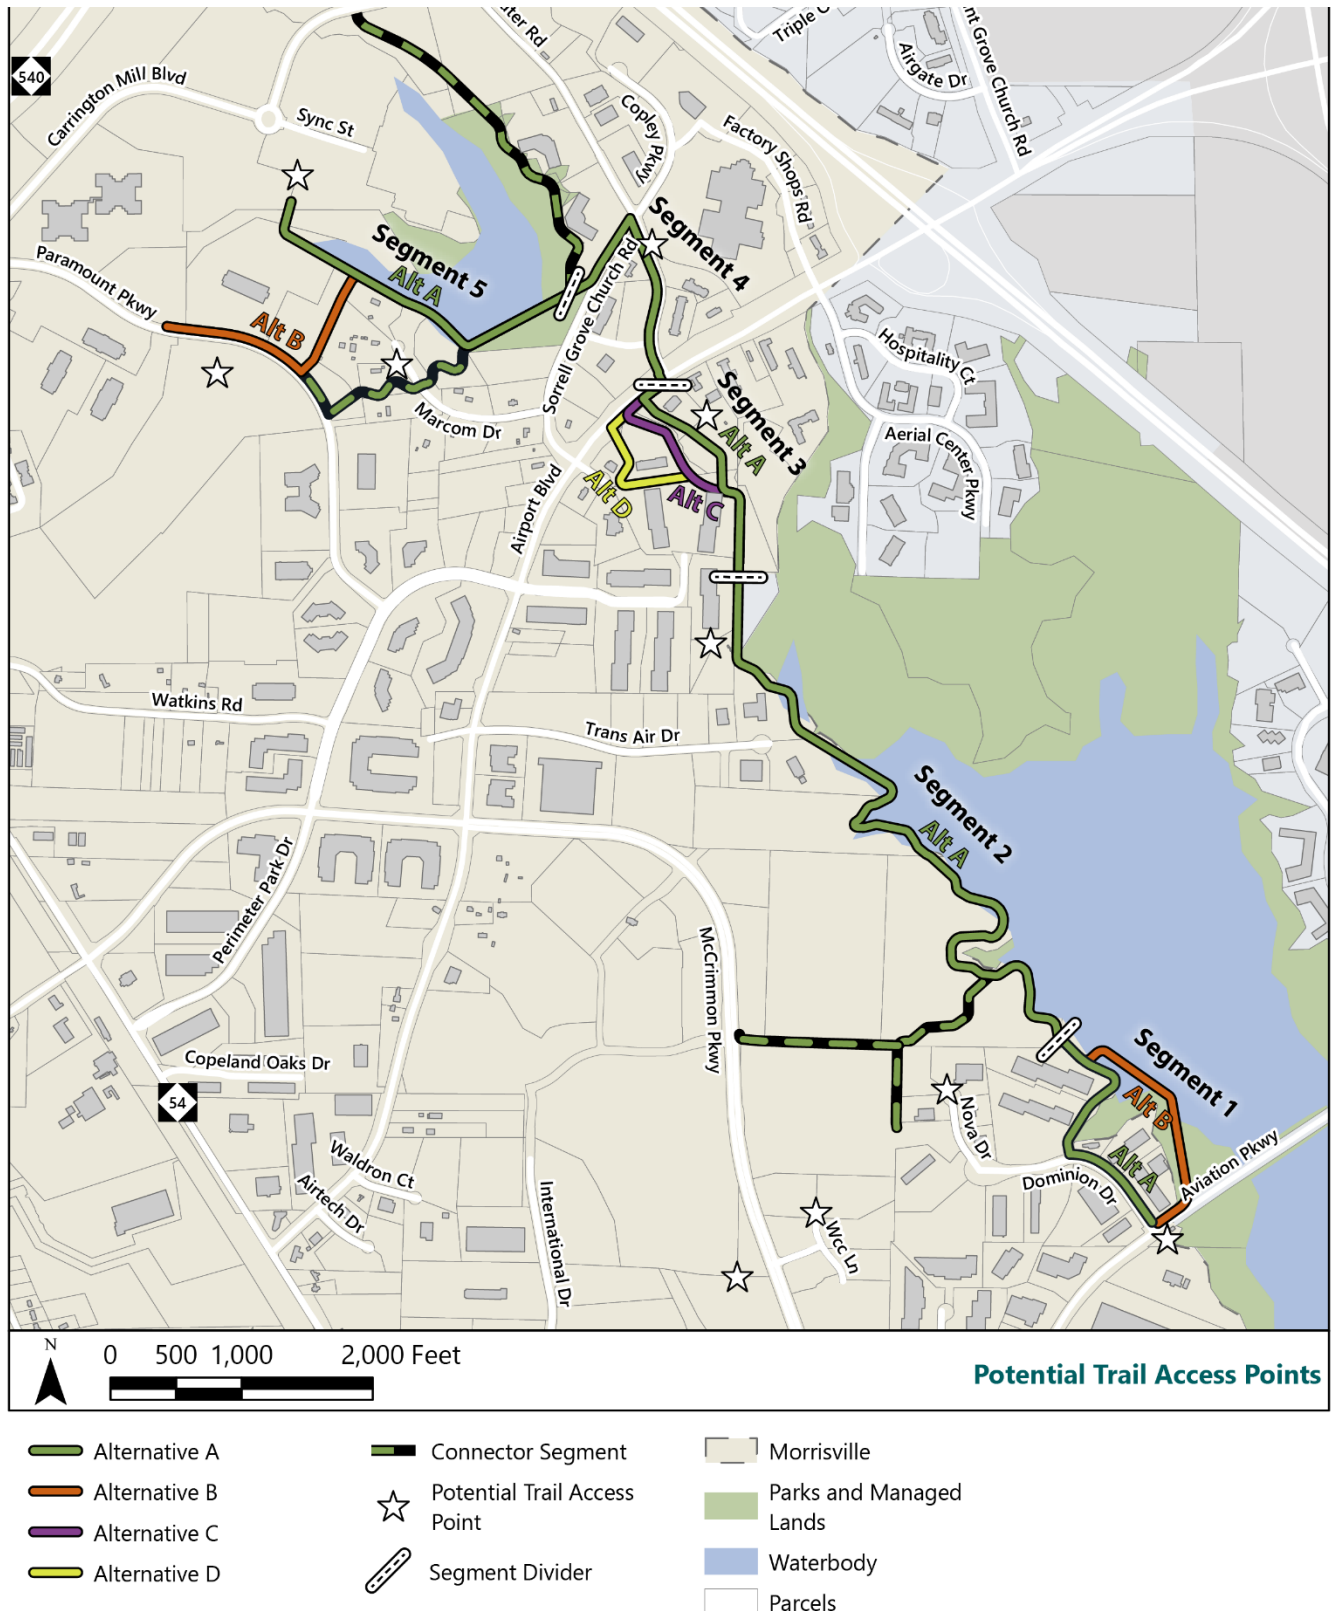 Triple C
Airgate Dr
nt Grove Church Rd
ter Rd
540
Carrington Mill Blvd
Sync St
Copley Pkwy
Factory Shops Rd
Segment 4
Segment 5
Alt A
Paramount Pkwy
Alt B
Sorrell Grove Church Rd
Hospitality Ct
Segment 3
Alt A
Marcom Dr
Aerial Center Pkwy
Alt D
Alt C
Airport Blvd
Watkins Rd
Trans Air Dr
Segment 2
Alt A
Perimeter Park Dr
McCrimmon Pkwy
Copeland Oaks Dr
54
Segment 1
Alt B
Nova Dr
Alt A
Aviation Pkwy
Dominion Dr
Waldron Ct
Airtech Dr
International Dr
Wcc Ln
N
0 500 1,000 2,000 Feet
Potential Trail Access Points
Alternative A
Alternative B
Alternative C
Alternative D
Connector Segment
Potential Trail Access
Point
Segment Divider
Morrisville
Parks and Managed
Lands
Waterbody
Parcels